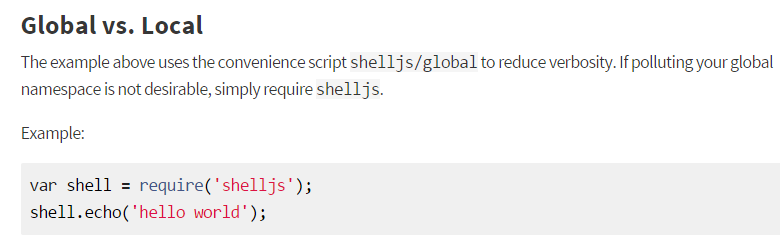 Global vs. Local
The example above uses the convenience script shelljs/global to reduce verbosity. If polluting your global
namespace is not desirable, simply require shelljs.
Example:
var shell = require('shelljs');
shell.echo('hello world');